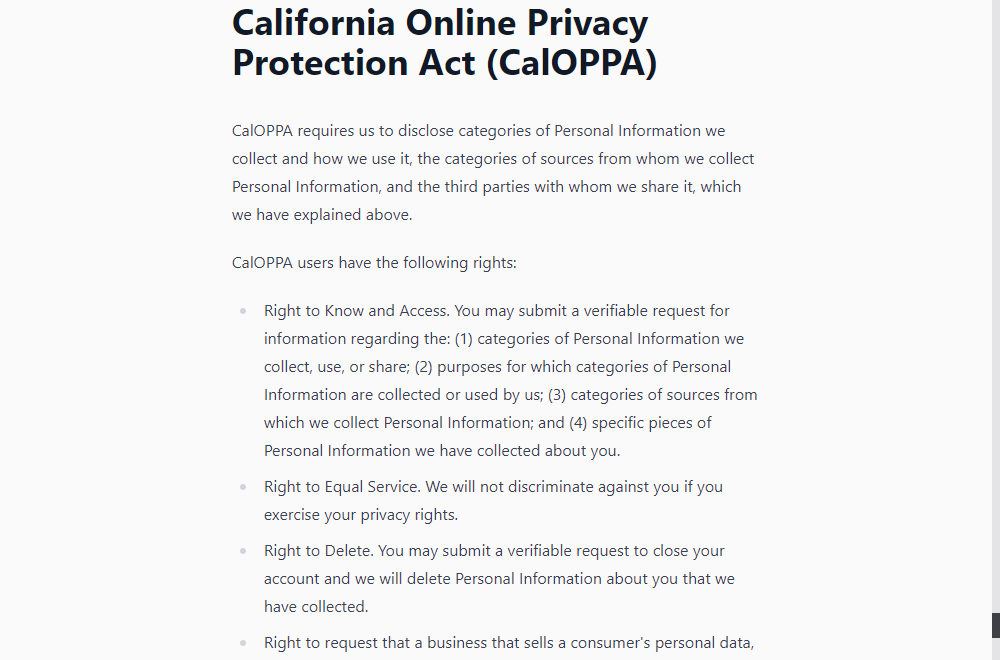 California Online Privacy
Protection Act (CalOPPA)
CalOPPA requires us to disclose categories of Personal Information we
collect and how we use it, the categories of sources from whom we collect
Personal Information, and the third parties with whom we share it, which
we have explained above.
CalOPPA users have the following rights:
Right to Know and Access. You may submit a verifiable request for
information regarding the: (1) categories of Personal Information we
collect, use, or share; (2) purposes for which categories of Personal
Information are collected or used by us; (3) categories of sources from
which we collect Personal Information; and (4) specific pieces of
Personal Information we have collected about you.
Right to Equal Service. We will not discriminate against you if you
exercise your privacy rights.
Right to Delete. You may submit a verifiable request to close your
account and we will delete Personal Information about you that we
have collected.
Right to request that a business that sells a consumer's personal data,